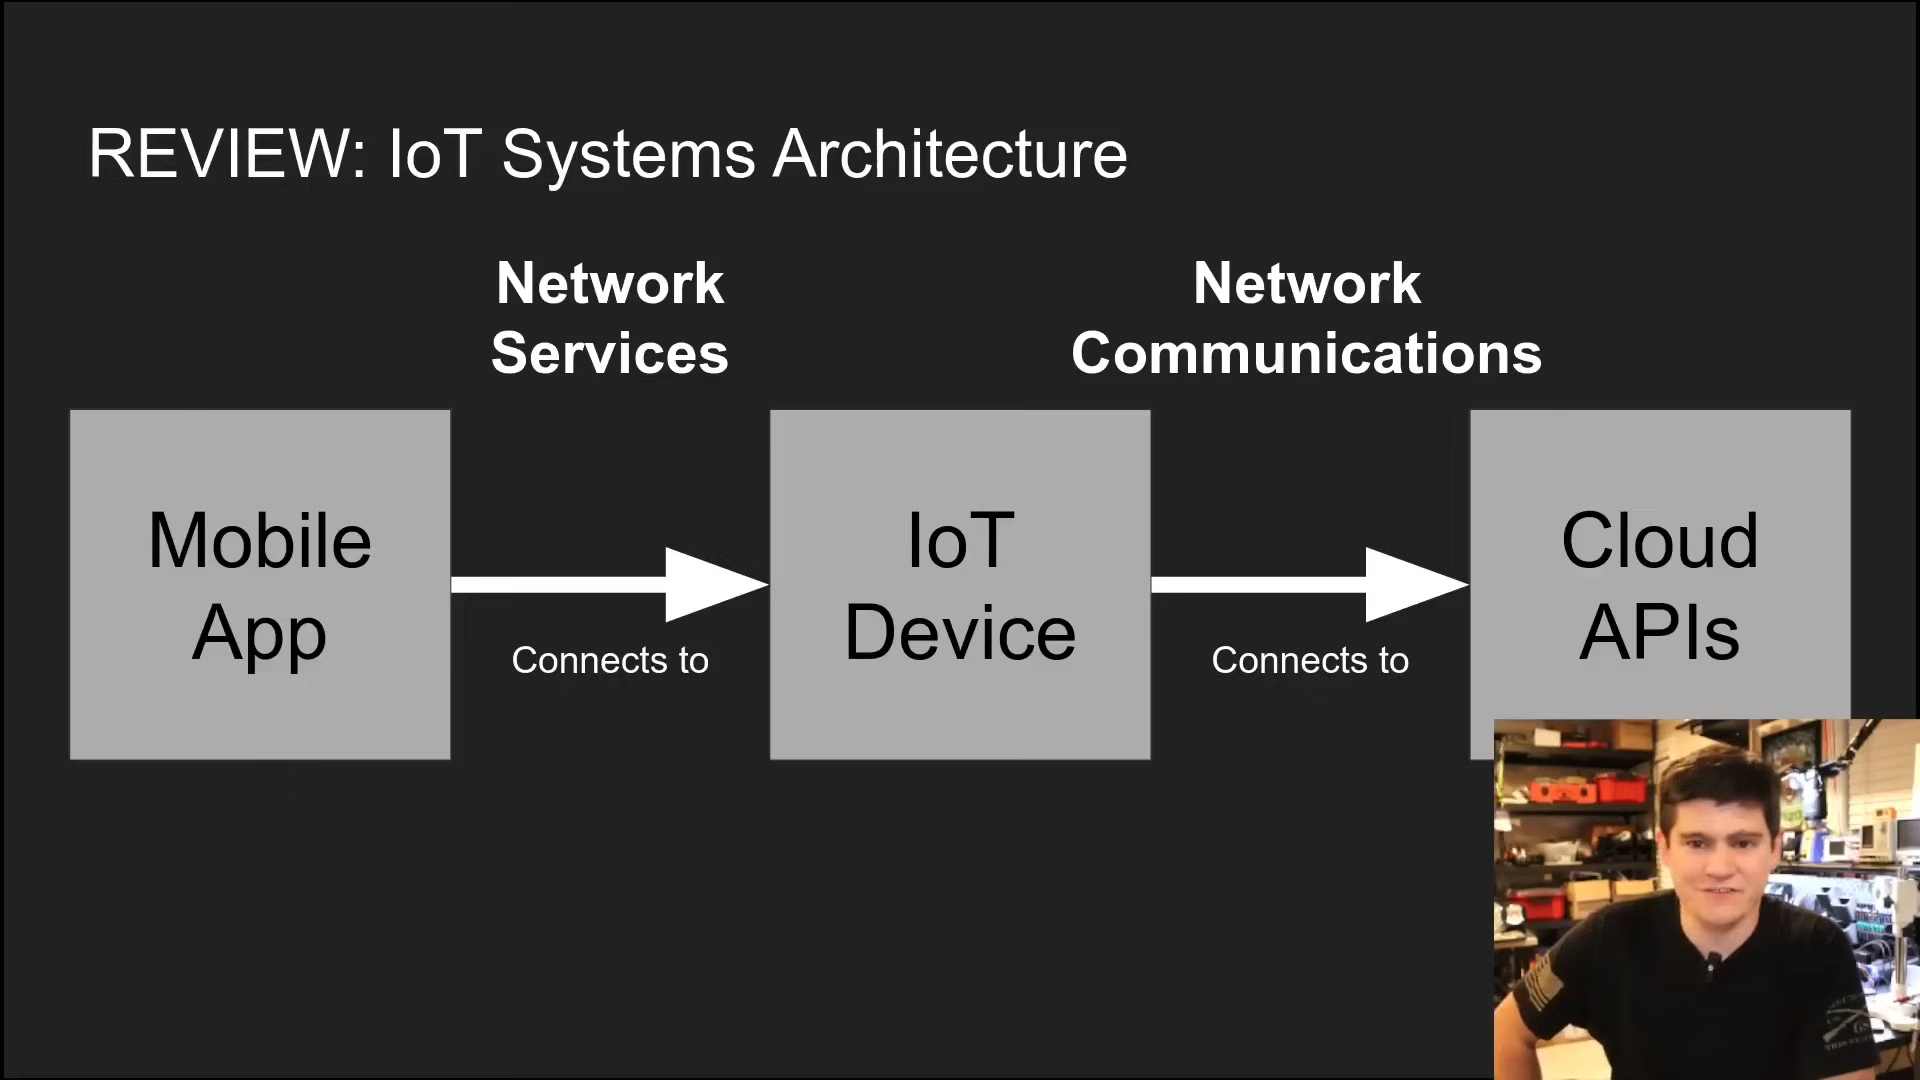 REVIEW: IoT Systems Architecture
Network
Services
Network
Communications
Mobile
App
Connects to
IoT
Device
Connects to
Cloud
APIs